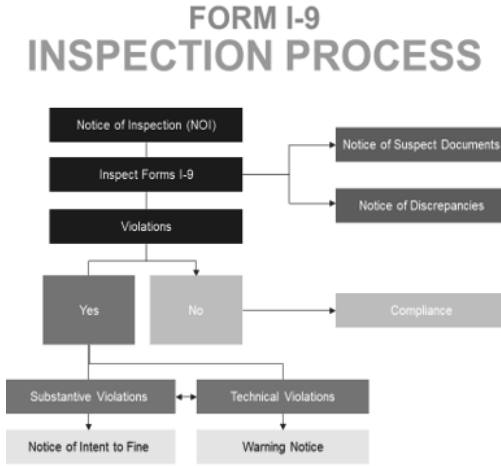 FORM I-9
INSPECTION PROCESS
Notice of Inspection (NOI)
Notice of Suspect Documents
Inspect Forms I-9
Notice of Discrepancies
Violations
Yes
No
Compliance
Substantive Violations
Technical Violations
Notice of Intent to Fine
Warning Notice